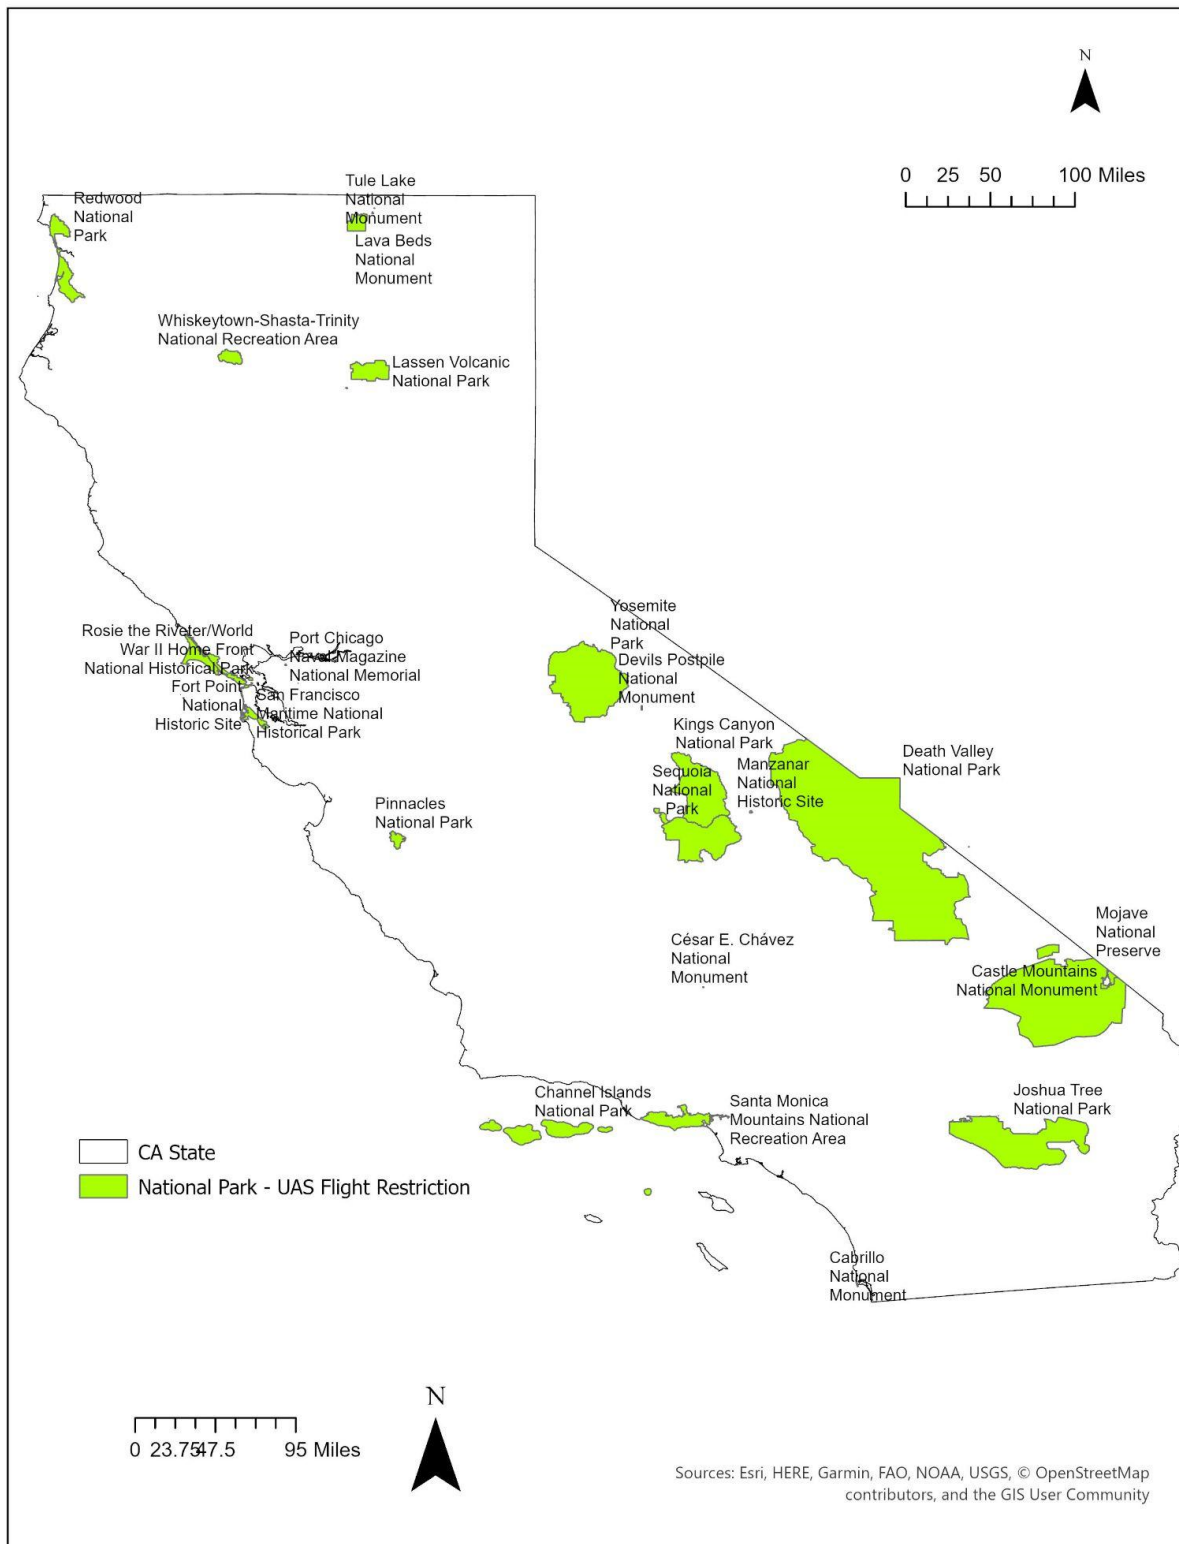 N
0 25 50 100 Miles
Redwood
National
Park
Tule Lake
National
Monument
Lava Beds
National
Monument
Whiskeytown-Shasta-Trinity
National Recreation Area
Lassen Volcanic
National Park
Yosemite
National
Park
Devils Postpile
National
Monument
Rosie the Riveter/World
War II Home Front
National Historical Park
Port Chicago
Naval Magazine
National Memorial
Fort Point
National
Historic Site
San Francisco
Maritime National
Historical Park
Kings Canyon
National Park
Sequoia
National
Park
Manzanar
National
Historic Site
Death Valley
National Park
Pinnacles
National Park
César E. Chávez
National
Monument
Mojave
National
Preserve
Castle Mountains
National Monument
Channel Islands
National Park
Santa Monica
Mountains National
Recreation Area
Joshua Tree
National Park
CA State
National Park - UAS Flight Restriction
Cabrillo
National
Monument
N
0 23.75 47.5 95 Miles
Sources: Esri, HERE, Garmin, FAO, NOAA, USGS, © OpenStreetMap
contributors, and the GIS User Community